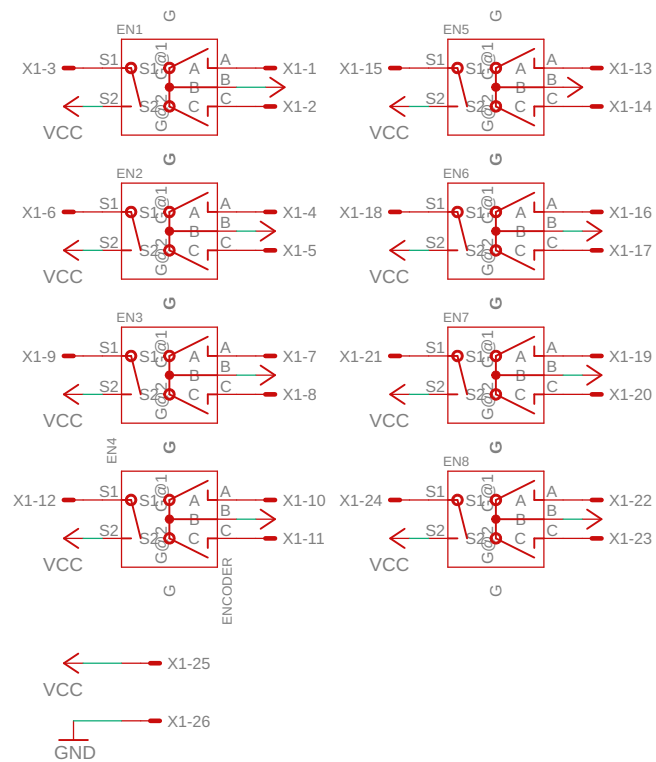 G
EN1
X1-3 S1 S1 G@1 A A X1-1
B B
S2 S2 G@2 C C X1-2
VCC
G
EN2
X1-6 S1 S1 G@1 A A X1-4
B B
S2 S2 G@2 C C X1-5
VCC
G
EN3
X1-9 S1 S1 G@1 A A X1-7
B B
S2 S2 G@2 C C X1-8
VCC
G
EN4
X1-12 S1 S1 G@1 A A X1-10
B B
S2 S2 G@2 C C X1-11
VCC
G
ENCODER
G
EN5
X1-15 S1 S1 G@1 A A X1-13
B B
S2 S2 G@2 C C X1-14
VCC
G
EN6
X1-18 S1 S1 G@1 A A X1-16
B B
S2 S2 G@2 C C X1-17
VCC
G
EN7
X1-21 S1 S1 G@1 A A X1-19
B B
S2 S2 G@2 C C X1-20
VCC
G
EN8
X1-24 S1 S1 G@1 A A X1-22
B B
S2 S2 G@2 C C X1-23
VCC
G
X1-25
VCC
X1-26
GND